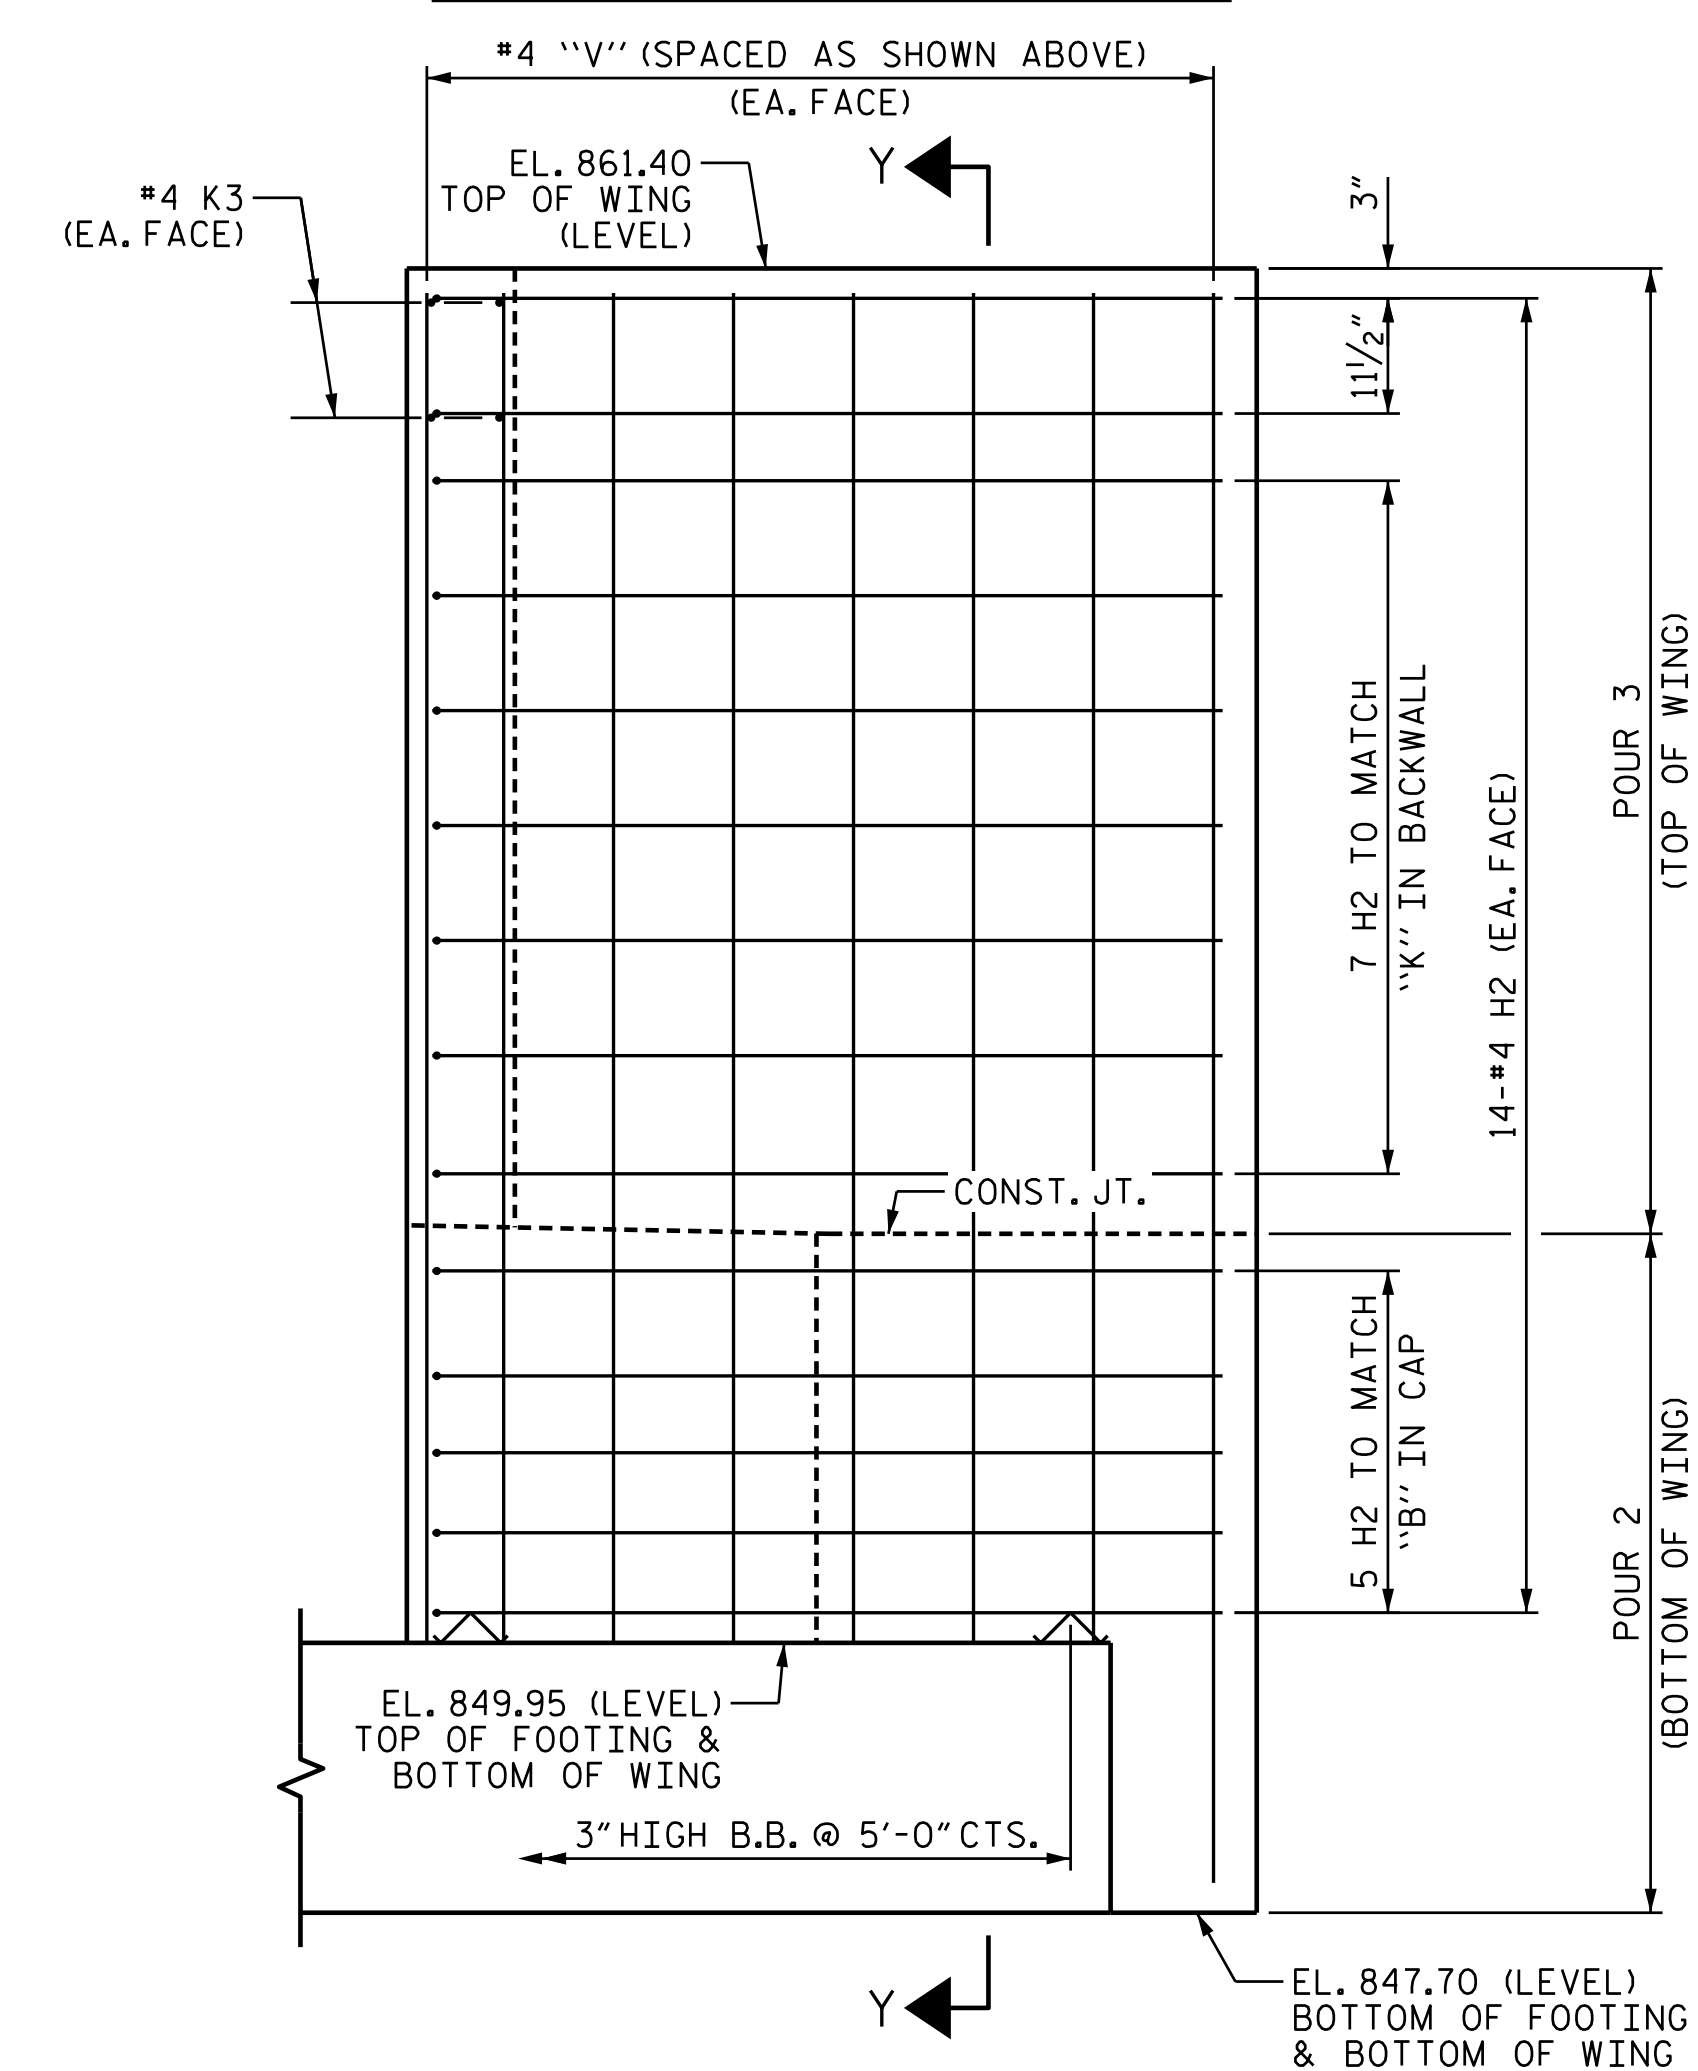 #4 "V" (SPACED AS SHOWN ABOVE)
(EA. FACE)
Y
EL. 861.40
TOP OF WING
(LEVEL)
#4 K3
(EA. FACE)
3"
11 1/2"
7 H2 TO MATCH
"K" IN BACKWALL
14-#4 H2 (EA. FACE)
POUR 3
(TOP OF WING)
CONST. JT.
5 H2 TO MATCH
"B" IN CAP
POUR 2
(BOTTOM OF WING)
EL. 849.95 (LEVEL)
TOP OF FOOTING &
BOTTOM OF WING
3" HIGH B.B. @ 5'-0" CTS.
Y
EL. 847.70 (LEVEL)
BOTTOM OF FOOTING
& BOTTOM OF WING